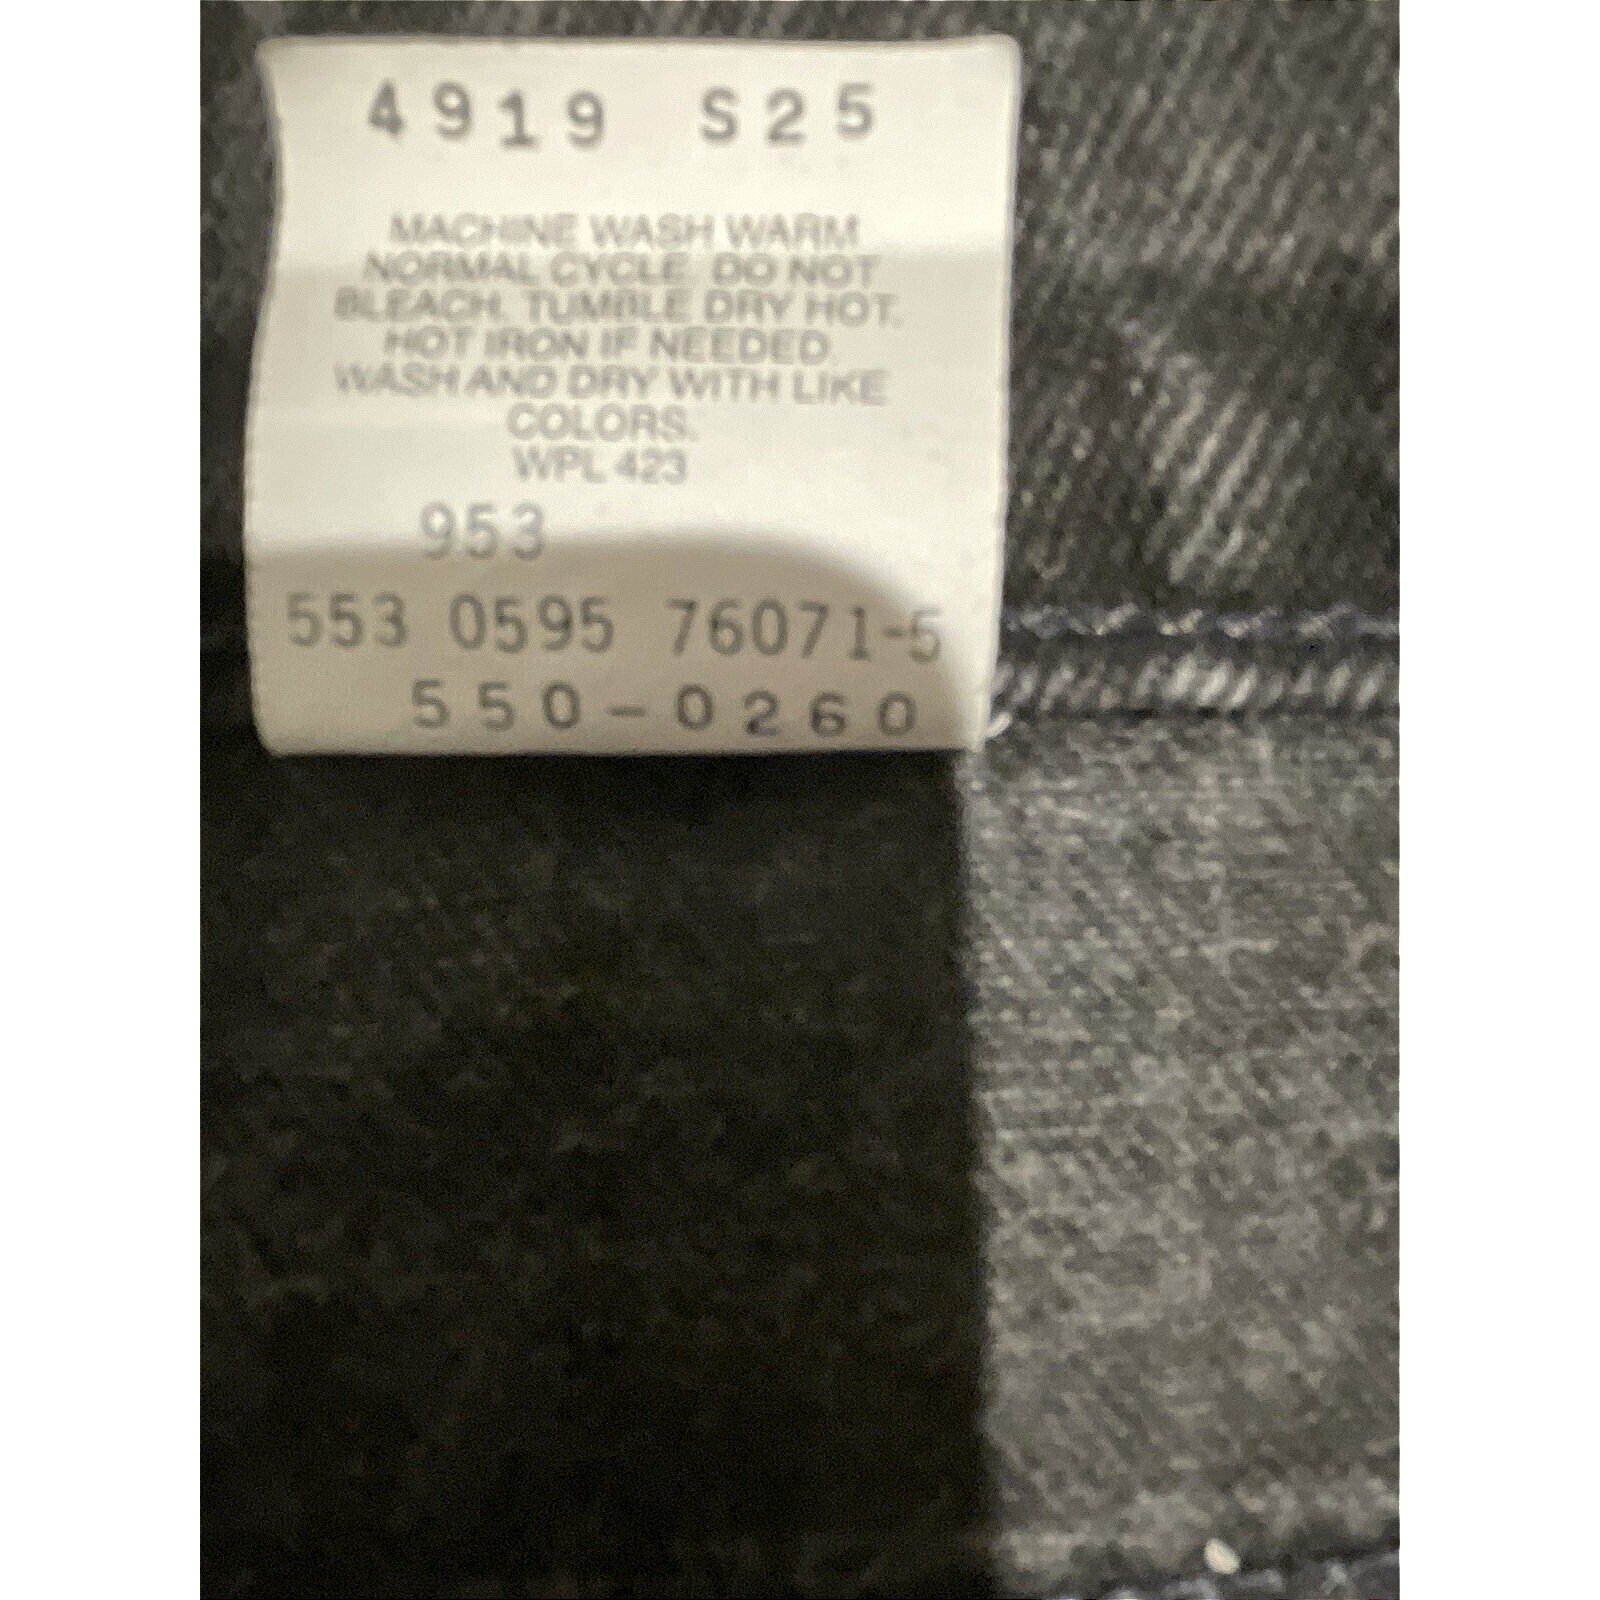 4919 S25
MACHINE WASH WARM
NORMAL CYCLE. DO NOT
BLEACH. TUMBLE DRY HOT.
HOT IRON IF NEEDED
WASH AND DRY WITH LIKE
COLORS.
WPL 423
953
553 0595 76071-5
550-0260